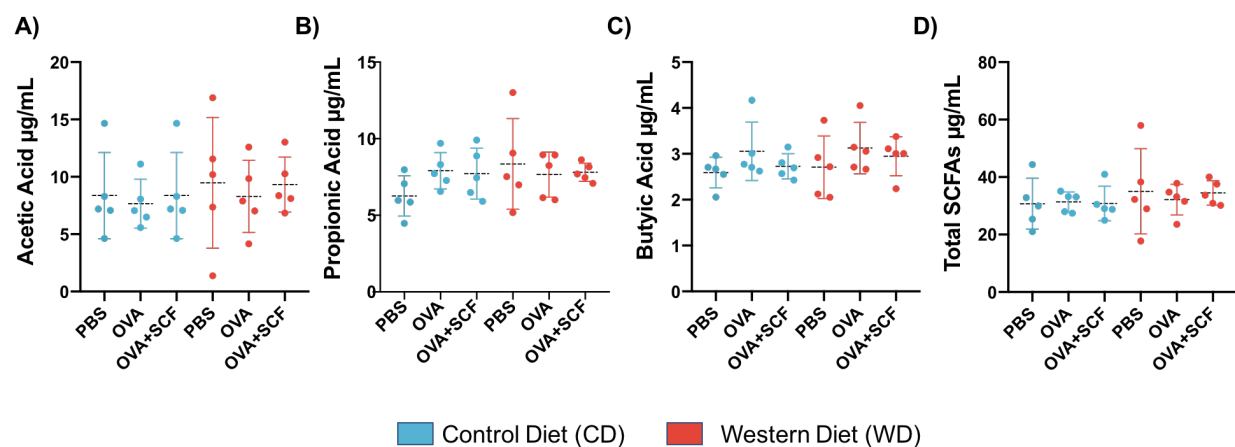 A)
Acetic Acid µg/mL
20
15
10
5
0
PBS
OVA
OVA+SCF
PBS
OVA
OVA+SCF
B)
Propionic Acid µg/mL
15
10
5
0
PBS
OVA
OVA+SCF
PBS
OVA
OVA+SCF
C)
Butyic Acid µg/mL
5
4
3
2
1
0
PBS
OVA
OVA+SCF
PBS
OVA
OVA+SCF
D)
Total SCFAs µg/mL
80
60
40
20
0
PBS
OVA
OVA+SCF
PBS
OVA
OVA+SCF
Control Diet (CD)
Western Diet (WD)